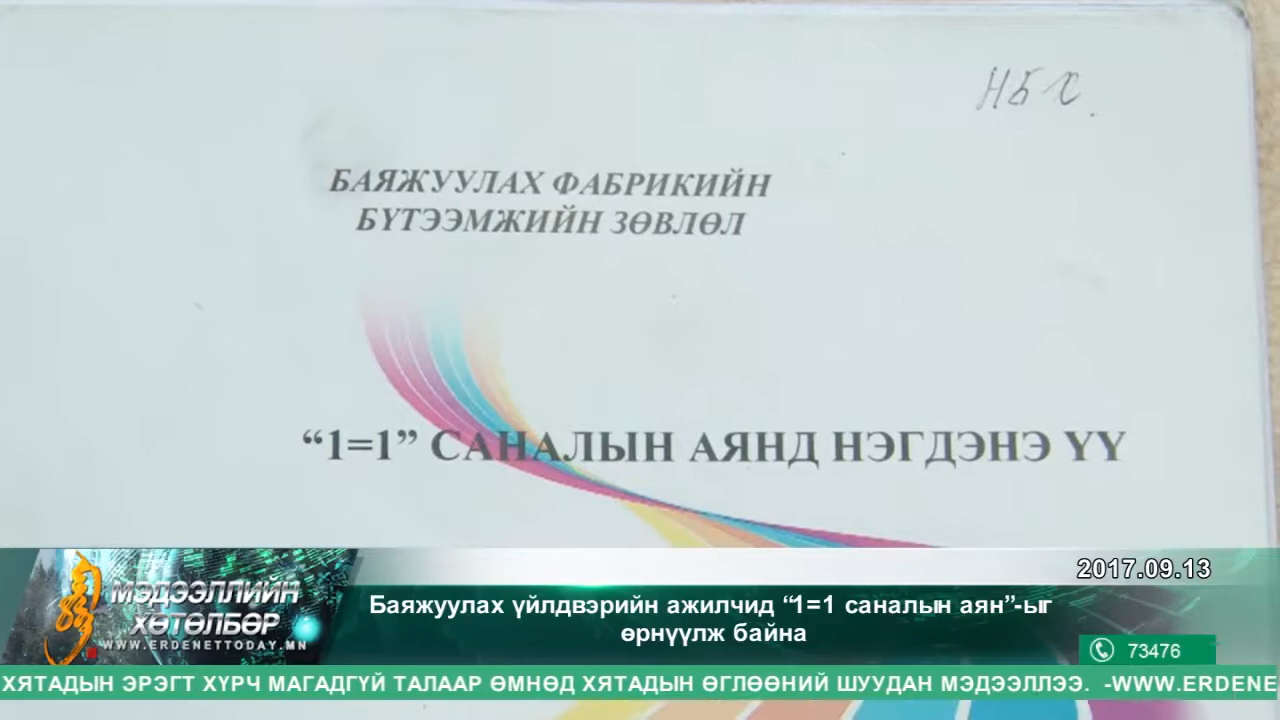 НБХ.
БАЯЖУУЛАХ ФАБРИКИЙН
БҮТЭЭМЖИЙН ЗӨВЛӨЛ
“1=1” САНАЛЫН АЯНД НЭГДЭНЭ ҮҮ
2017.09.13
МЭДЭЭЛЛИЙН
ХӨТӨЛБӨР
WWW.ERDENETTODAY.MN
Баяжуулах үйлдвэрийн ажилчид “1=1 саналын аян”-ыг
өрнүүлж байна
73476
ХЯТАДЫН ЭРЭГТ ХҮРЧ МАГАДГҮЙ ТАЛААР ӨМНӨД ХЯТАДЫН ӨГЛӨӨНИЙ ШУУДАН МЭДЭЭЛЛЭЭ. -WWW.ERDENE